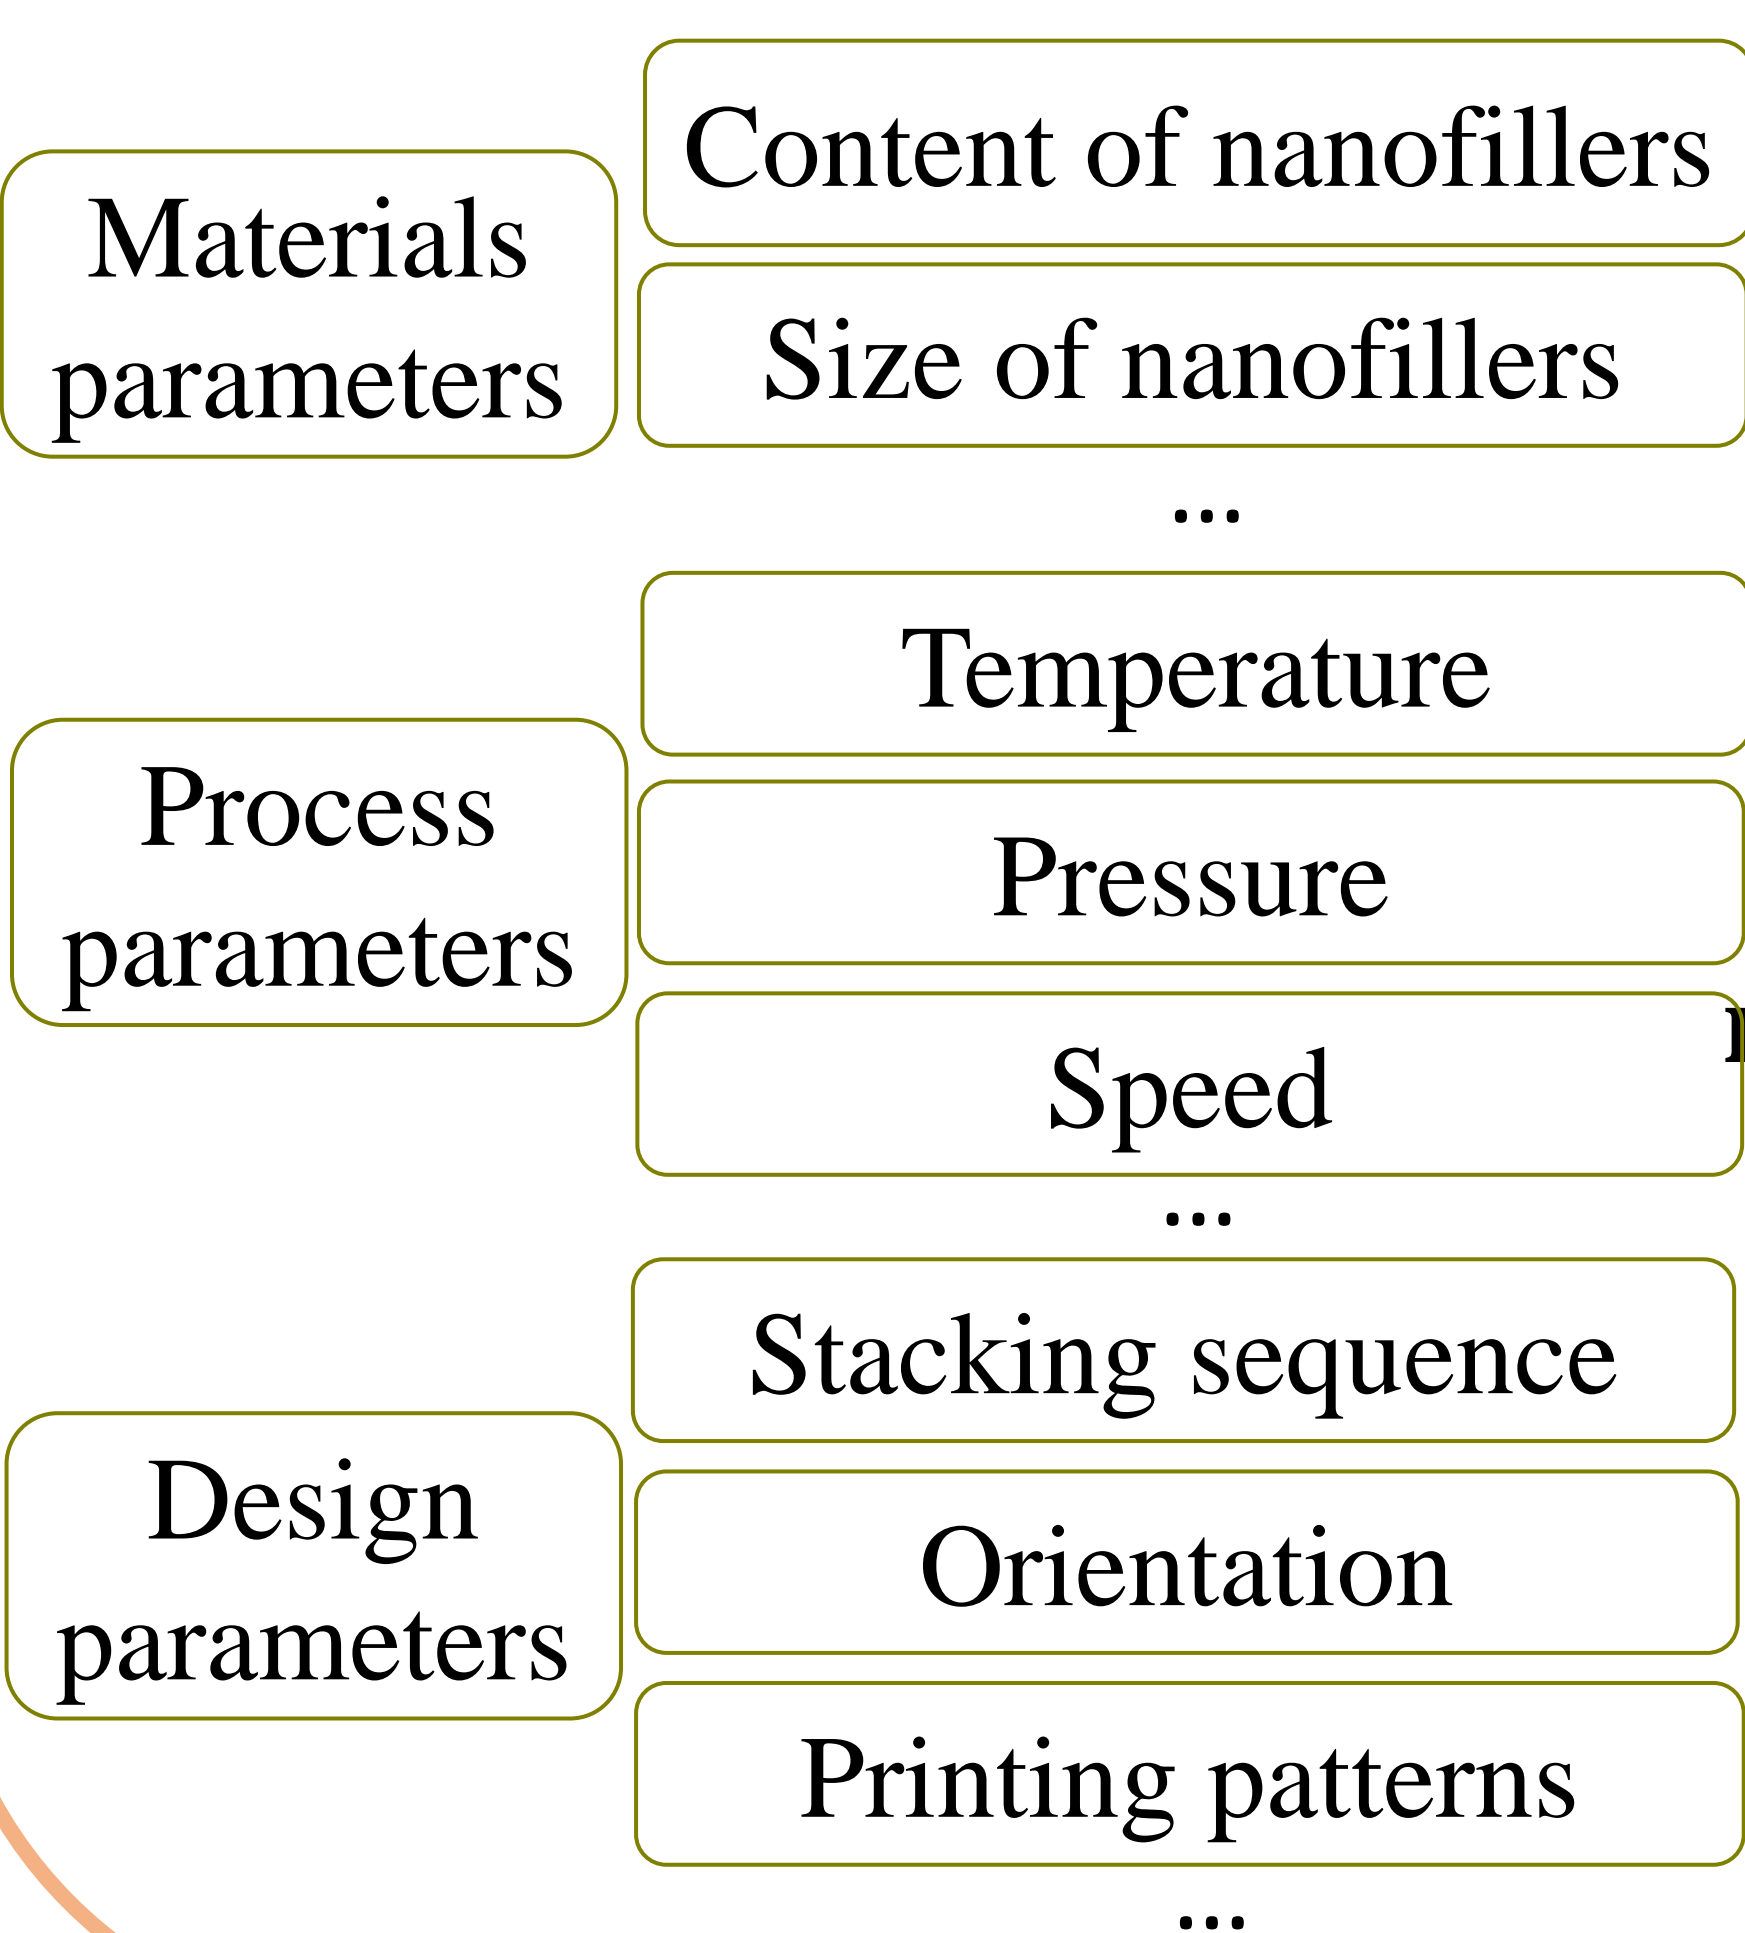 Materials
parameters
Content of nanofillers
Size of nanofillers
...
Process
parameters
Temperature
Pressure
Speed
...
Design
parameters
Stacking sequence
Orientation
Printing patterns
...